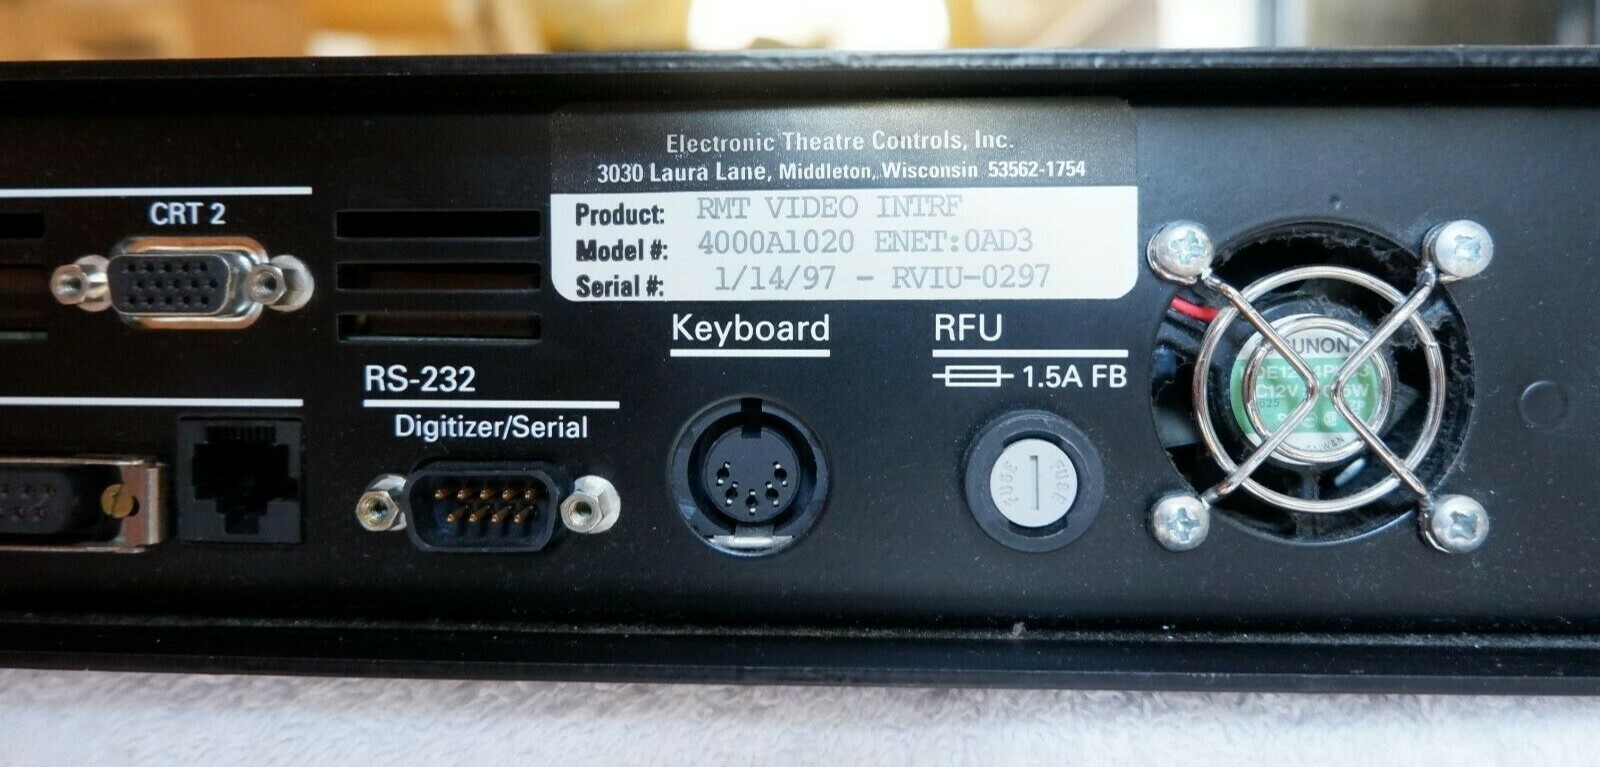 Electronic Theatre Controls, Inc.
3030 Laura Lane, Middleton, Wisconsin 53562-1754
Product: RMT VIDEO INTRF
Model #: 4000A1020 ENET:0AD3
Serial #: 1/14/97 - RVIU-0297
CRT 2
Keyboard
RFU
1.5A FB
RS-232
Digitizer/Serial
FUSE
FUSE
TAIWAN